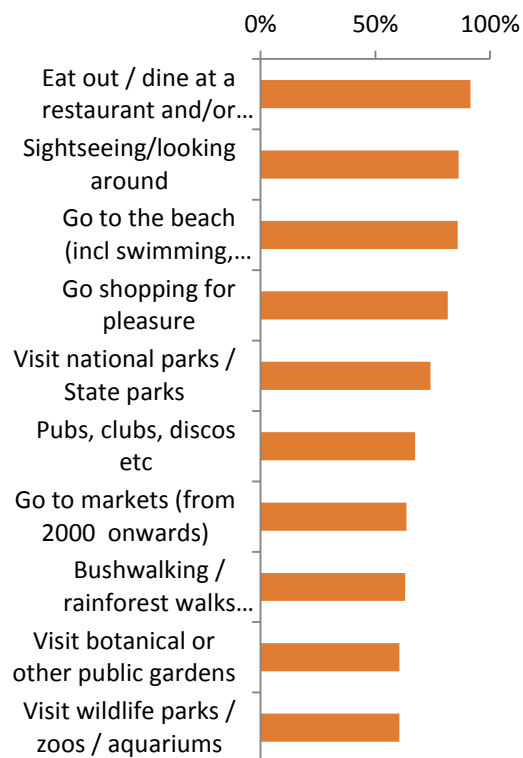 0% 50% 100%
Eat out / dine at a
restaurant and/or…
Sightseeing/looking
around
Go to the beach
(incl swimming,…
Go shopping for
pleasure
Visit national parks /
State parks
Pubs, clubs, discos
etc
Go to markets (from
2000 onwards)
Bushwalking /
rainforest walks…
Visit botanical or
other public gardens
Visit wildlife parks /
zoos / aquariums